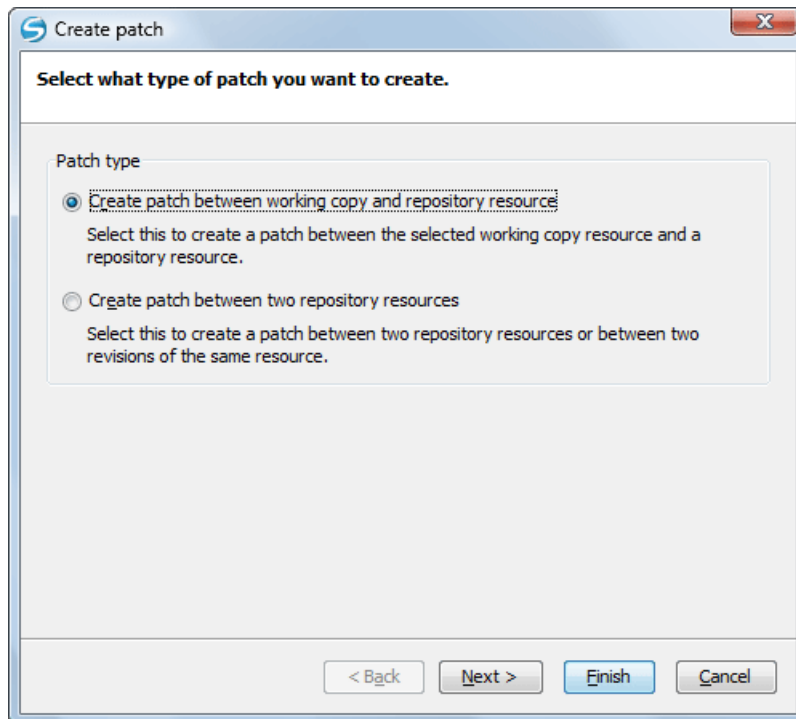 Create patch
Select what type of patch you want to create.
Patch type
Create patch between working copy and repository resource
Select this to create a patch between the selected working copy resource and a
repository resource.
Create patch between two repository resources
Select this to create a patch between two repository resources or between two
revisions of the same resource.
< Back Next > Finish Cancel